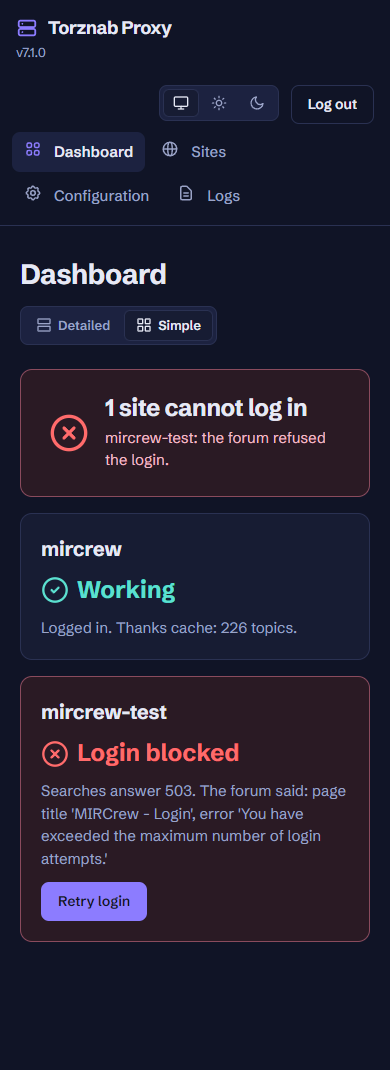 Torznab Proxy
v7.1.0
Log out
Dashboard
Sites
Configuration
Logs
Dashboard
Detailed
Simple
1 site cannot log in
mircrew-test: the forum refused
the login.
mircrew
Working
Logged in. Thanks cache: 226 topics.
mircrew-test
Login blocked
Searches answer 503. The forum said: page
title 'MIRCrew - Login', error 'You have
exceeded the maximum number of login
attempts.'
Retry login